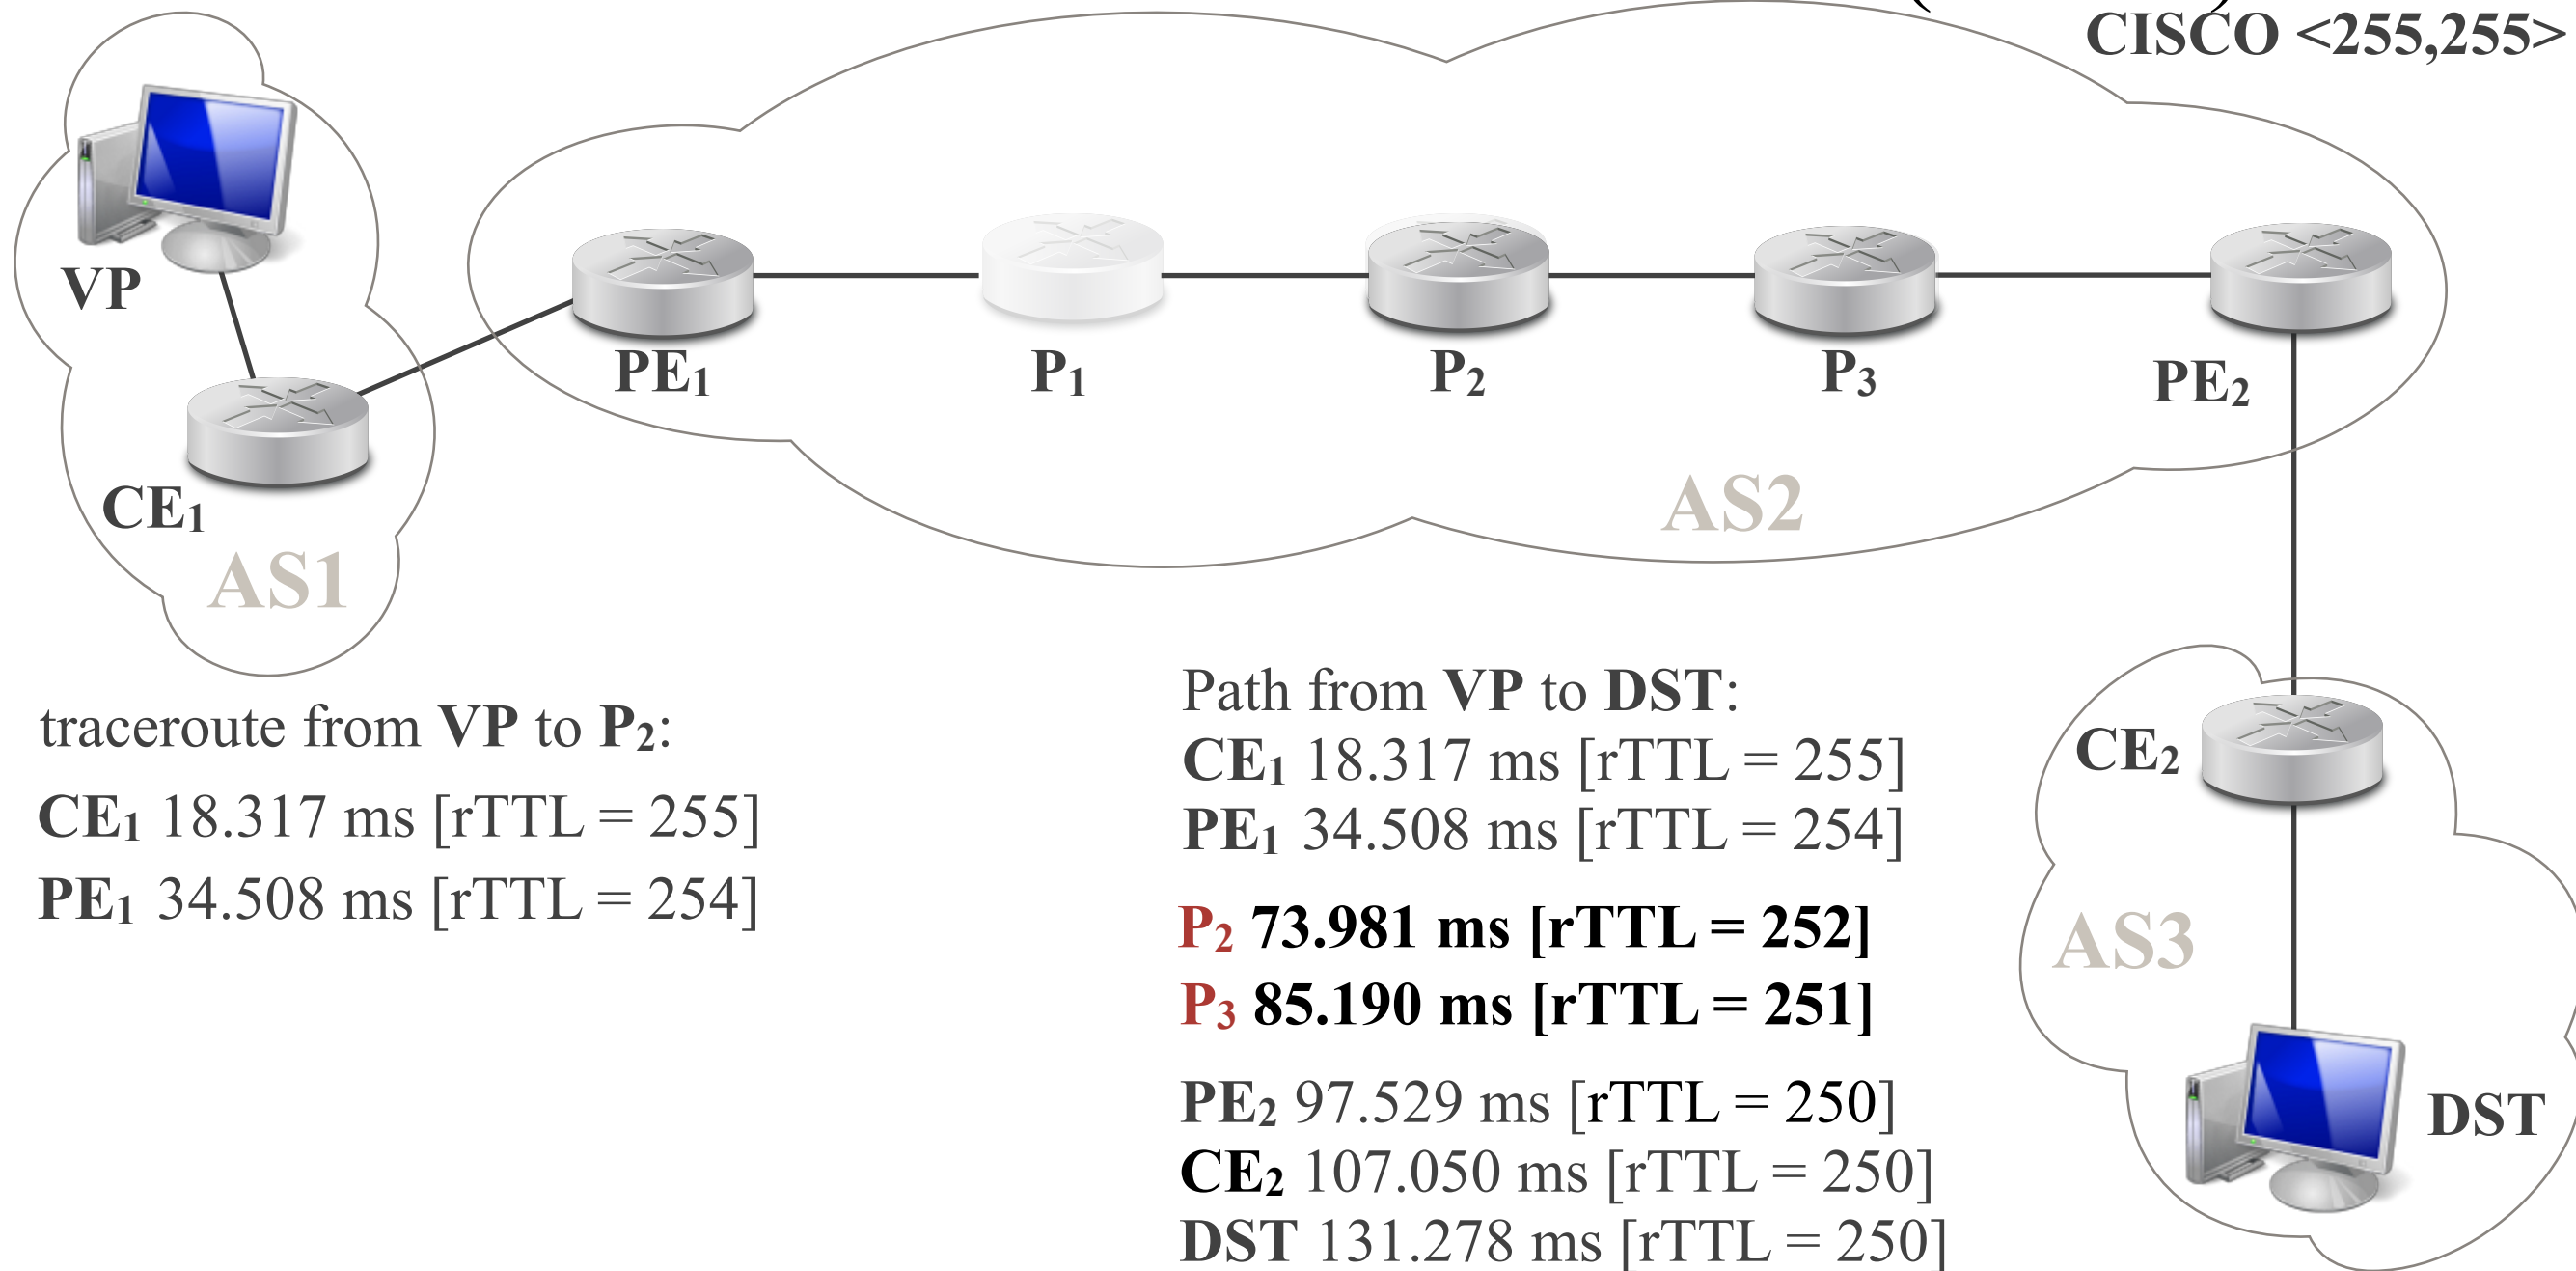 CISCO <255,255>
VP
PE₁
P₁
P₂
P₃
PE₂
CE₁
AS1
AS2
traceroute from VP to P₂:
CE₁ 18.317 ms [rTTL = 255]
PE₁ 34.508 ms [rTTL = 254]
Path from VP to DST:
CE₁ 18.317 ms [rTTL = 255]
PE₁ 34.508 ms [rTTL = 254]
P₂ 73.981 ms [rTTL = 252]
P₃ 85.190 ms [rTTL = 251]
PE₂ 97.529 ms [rTTL = 250]
CE₂ 107.050 ms [rTTL = 250]
DST 131.278 ms [rTTL = 250]
CE₂
AS3
DST